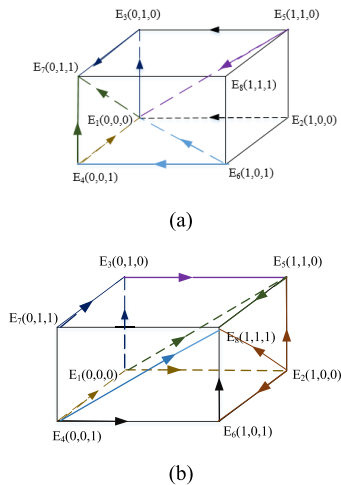 E3(0,1,0) E5(1,1,0)
E7(0,1,1) E8(1,1,1)
E1(0,0,0) E2(1,0,0)
E4(0,0,1) E6(1,0,1)
(a)
E3(0,1,0) E5(1,1,0)
E7(0,1,1) E8(1,1,1)
E1(0,0,0) E2(1,0,0)
E4(0,0,1) E6(1,0,1)
(b)